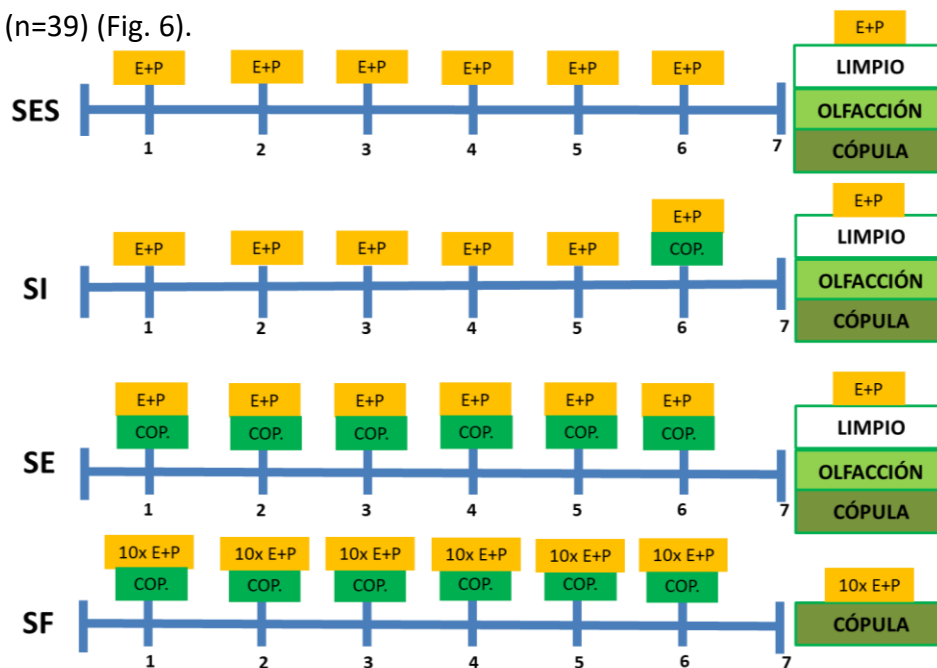 (n=39) (Fig. 6).
E+P
E+P E+P E+P E+P E+P E+P
LIMPIO
SES
OLFACCIÓN
CÓPULA
1 2 3 4 5 6 7
E+P
E+P
LIMPIO
E+P E+P E+P E+P E+P COP.
SI
OLFACCIÓN
CÓPULA
1 2 3 4 5 6 7
E+P
E+P E+P E+P E+P E+P E+P
LIMPIO
COP. COP. COP. COP. COP. COP.
SE
OLFACCIÓN
CÓPULA
1 2 3 4 5 6 7
10x E+P 10x E+P 10x E+P 10x E+P 10x E+P 10x E+P
COP. COP. COP. COP. COP. COP.
10x E+P
SF
CÓPULA
1 2 3 4 5 6 7